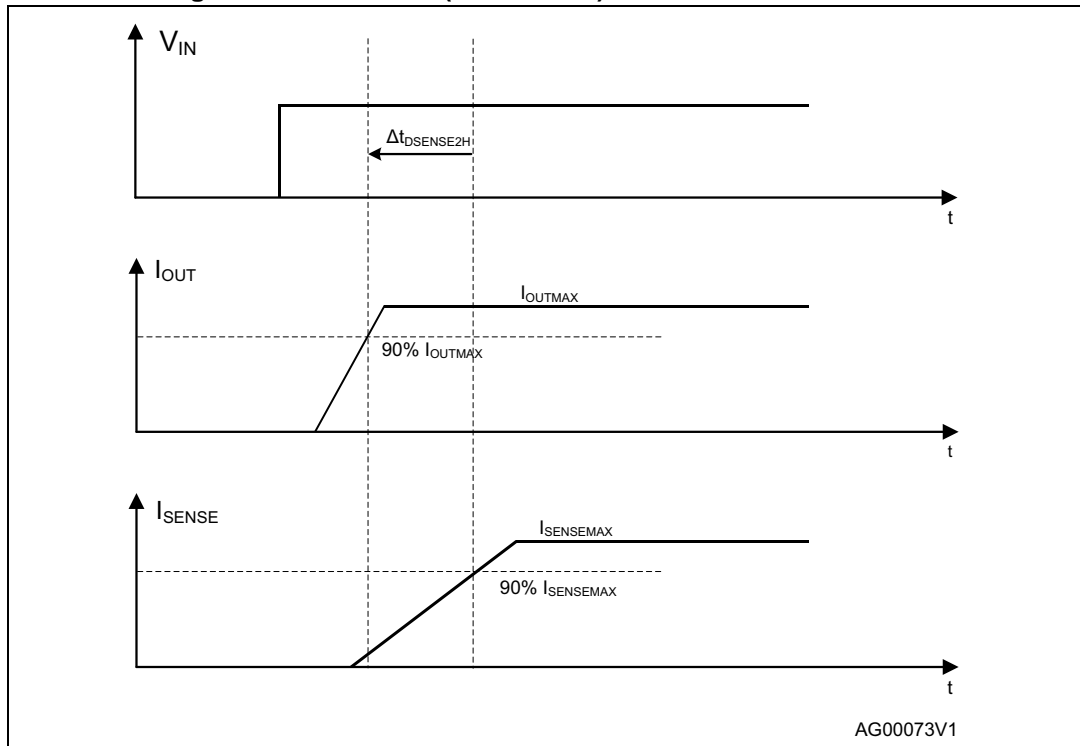 V_IN
Δt_DSENSE2H
t
I_OUT
I_OUTMAX
90% I_OUTMAX
t
I_SENSE
I_SENSEMAX
90% I_SENSEMAX
t
AG00073V1